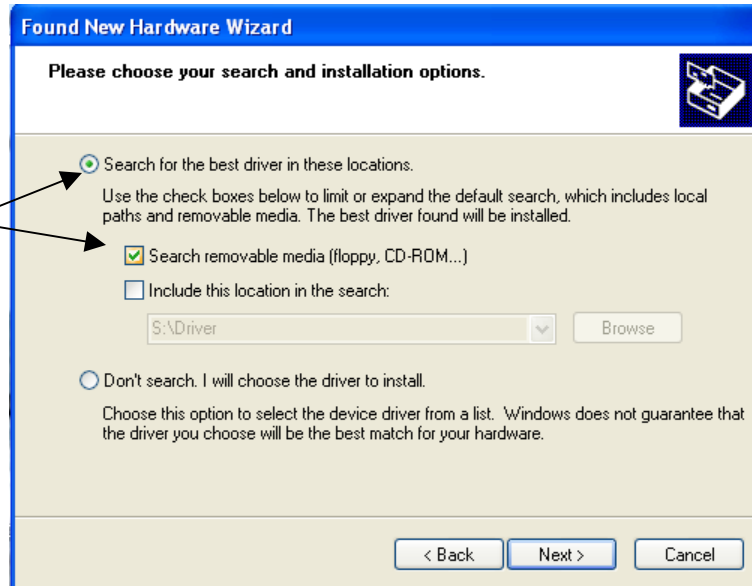 Found New Hardware Wizard
Please choose your search and installation options.
Search for the best driver in these locations.
Use the check boxes below to limit or expand the default search, which includes local
paths and removable media. The best driver found will be installed.
Search removable media (floppy, CD-ROM...)
Include this location in the search:
S:\Driver
Browse
Don't search. I will choose the driver to install.
Choose this option to select the device driver from a list.  Windows does not guarantee that
the driver you choose will be the best match for your hardware.
< Back
Next >
Cancel